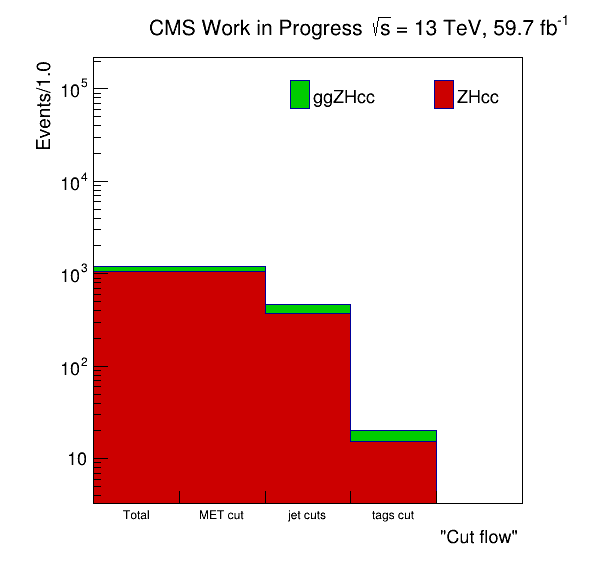 CMS Work in Progress √s = 13 TeV, 59.7 fb⁻¹
Events/1.0
ggZHcc
ZHcc
10⁵
10⁴
10³
10²
10
Total
MET cut
jet cuts
tags cut
"Cut flow"